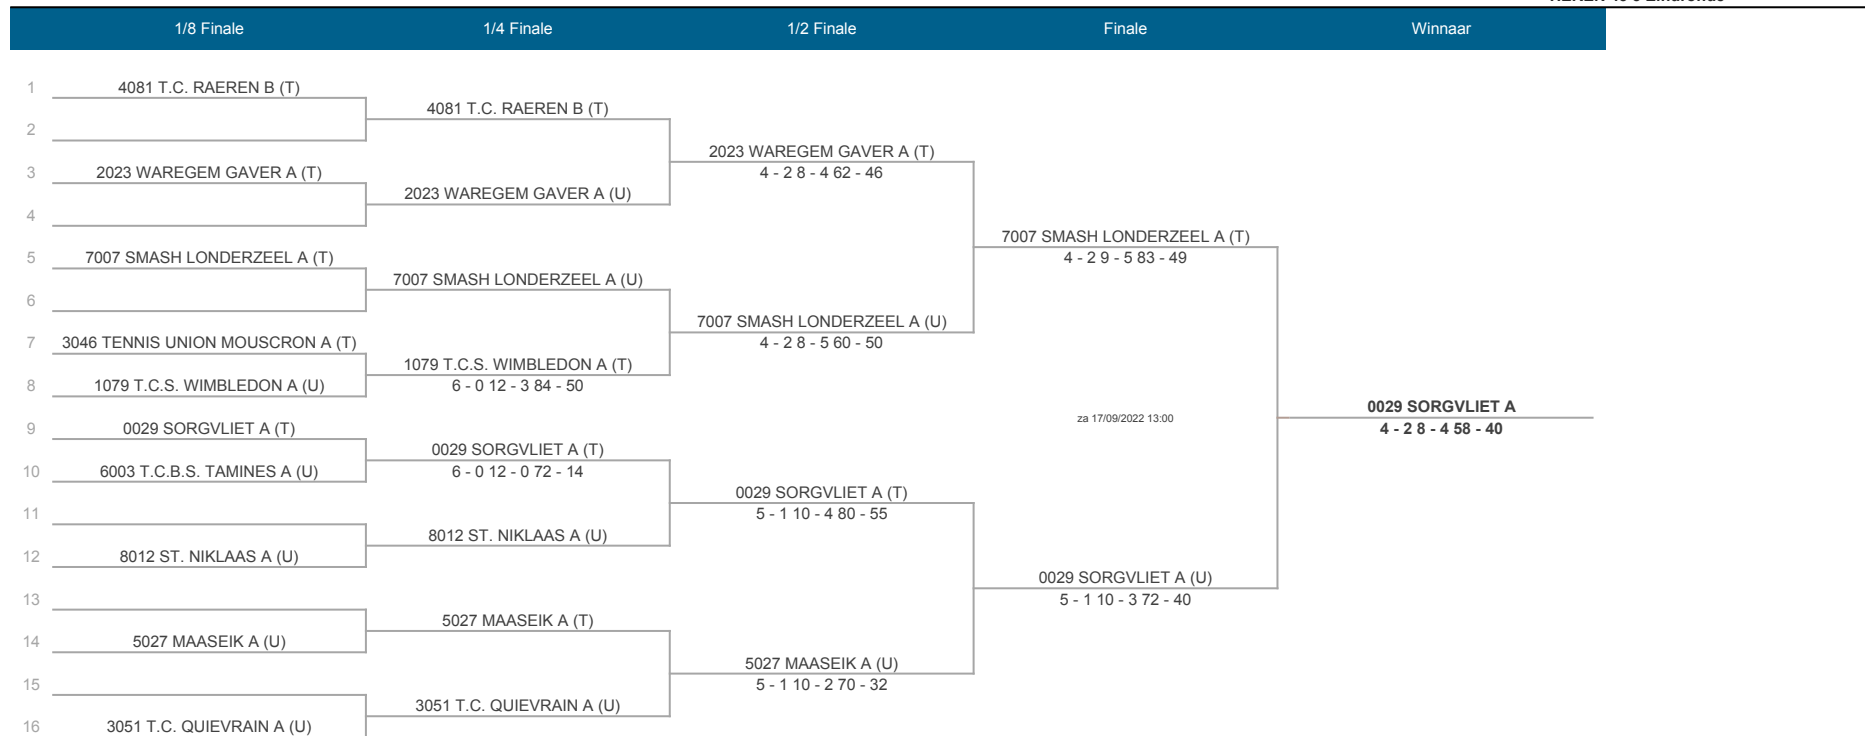 1/8 Finale 1/4 Finale 1/2 Finale Finale Winnaar
1 4081 T.C. RAEREN B (T)
4081 T.C. RAEREN B (T)
2
2023 WAREGEM GAVER A (T)
3 2023 WAREGEM GAVER A (T) 4 - 2 8 - 4 62 - 46
2023 WAREGEM GAVER A (U)
4
7007 SMASH LONDERZEEL A (T)
5 7007 SMASH LONDERZEEL A (T) 4 - 2 9 - 5 83 - 49
7007 SMASH LONDERZEEL A (U)
6
7007 SMASH LONDERZEEL A (U)
7 3046 TENNIS UNION MOUSCRON A (T) 4 - 2 8 - 5 60 - 50
1079 T.C.S. WIMBLEDON A (T)
8 1079 T.C.S. WIMBLEDON A (U) 6 - 0 12 - 3 84 - 50
0029 SORGVLIET A
za 17/09/2022 13:00
9 0029 SORGVLIET A (T) 4 - 2 8 - 4 58 - 40
0029 SORGVLIET A (T)
10 6003 T.C.B.S. TAMINES A (U) 6 - 0 12 - 0 72 - 14
0029 SORGVLIET A (T)
11 5 - 1 10 - 4 80 - 55
8012 ST. NIKLAAS A (U)
12 8012 ST. NIKLAAS A (U)
0029 SORGVLIET A (U)
13 5 - 1 10 - 3 72 - 40
5027 MAASEIK A (T)
14 5027 MAASEIK A (U)
5027 MAASEIK A (U)
15 5 - 1 10 - 2 70 - 32
3051 T.C. QUIEVRAIN A (U)
16 3051 T.C. QUIEVRAIN A (U)